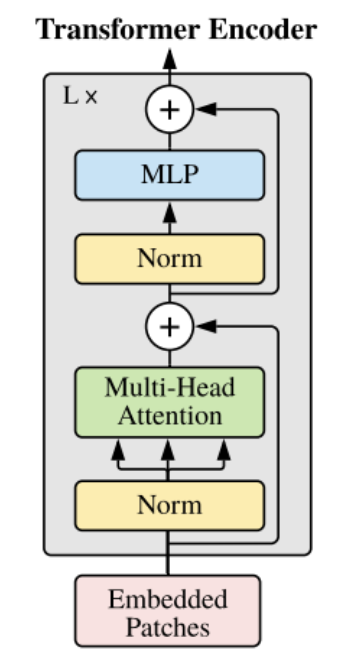 Transformer Encoder
L ×
+
MLP
Norm
+
Multi-Head
Attention
Norm
Embedded
Patches